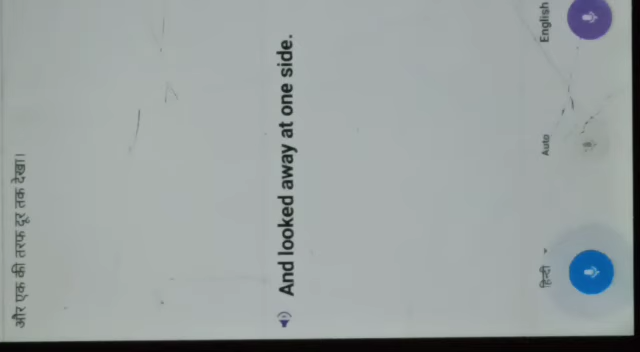 और एक की तरफ दूर तक देखा।
And looked away at one side.
हिन्दी
Auto
English